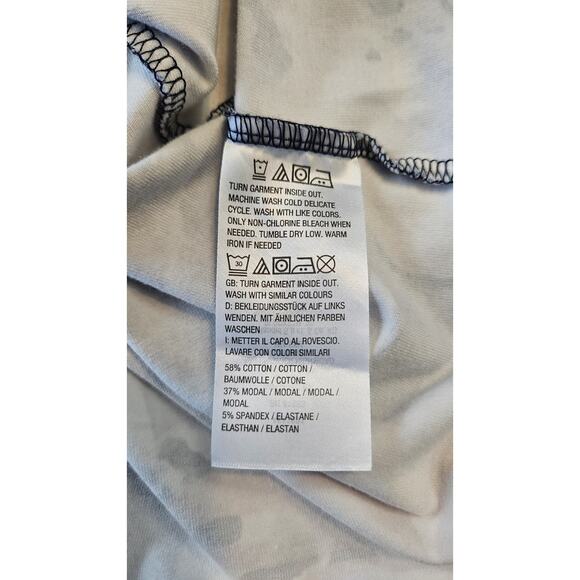 TURN GARMENT INSIDE OUT.
MACHINE WASH COLD DELICATE
CYCLE. WASH WITH LIKE COLORS.
ONLY NON-CHLORINE BLEACH WHEN
NEEDED. TUMBLE DRY LOW. WARM
IRON IF NEEDED
30
GB: TURN GARMENT INSIDE OUT.
WASH WITH SIMILAR COLOURS
D: BEKLEIDUNGSSTÜCK AUF LINKS
WENDEN. MIT ÄHNLICHEN FARBEN
WASCHEN
I: METTER IL CAPO AL ROVESCIO.
LAVARE CON COLORI SIMILARI
58% COTTON / COTTON /
BAUMWOLLE / COTONE
37% MODAL / MODAL / MODAL /
MODAL
5% SPANDEX / ELASTANE /
ELASTHAN / ELASTAN